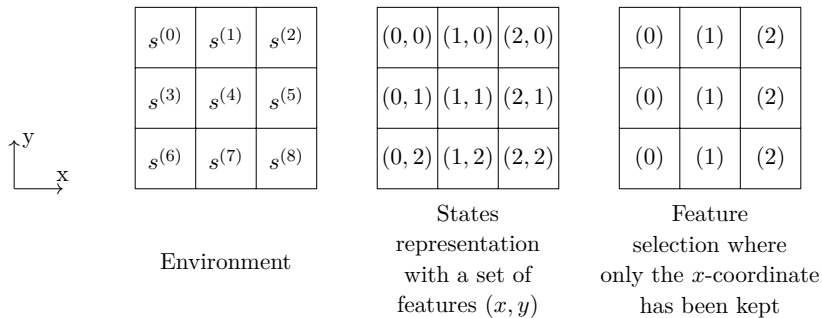 s^{(0)} s^{(1)} s^{(2)} (0, 0) (1, 0) (2, 0) (0) (1) (2)
s^{(3)} s^{(4)} s^{(5)} (0, 1) (1, 1) (2, 1) (0) (1) (2)
y
s^{(6)} s^{(7)} s^{(8)} (0, 2) (1, 2) (2, 2) (0) (1) (2)
x
Environment
States
representation
with a set of
features (x, y)
Feature
selection where
only the x-coordinate
has been kept